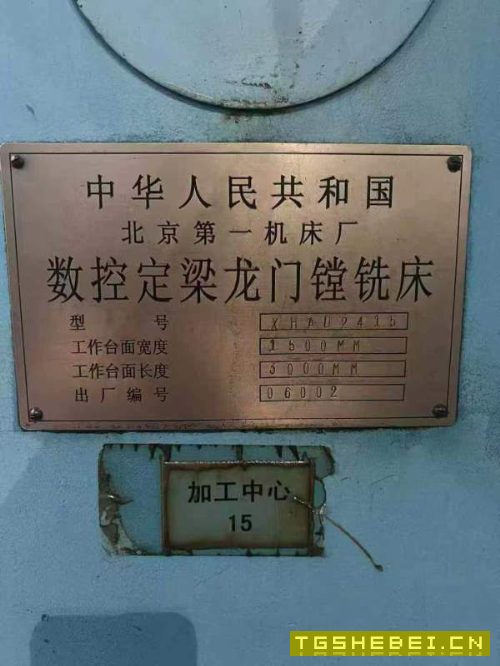 中华人民共和国
北京第一机床厂
数控定梁龙门镗铣床
型 号 XHAU2415
工作台面宽度 1500MM
工作台面长度 3000MM
出厂编号 06002
加工中心
15
TGSHEBEI.CN